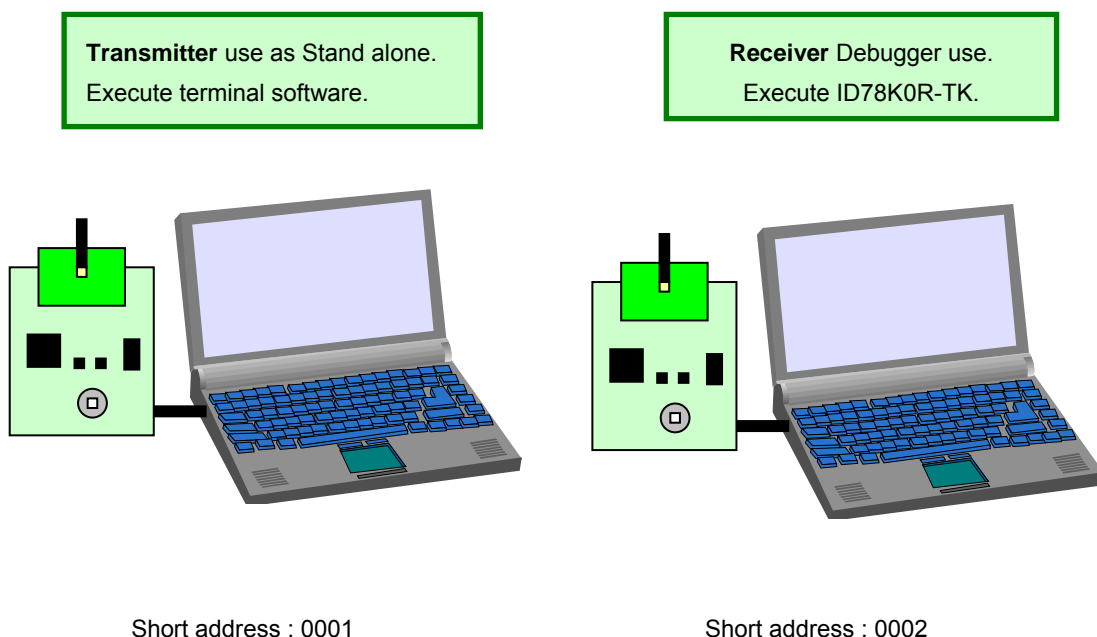 Transmitter use as Stand alone.
Execute terminal software.
Receiver Debugger use.
Execute ID78K0R-TK.
Short address : 0001
Short address : 0002